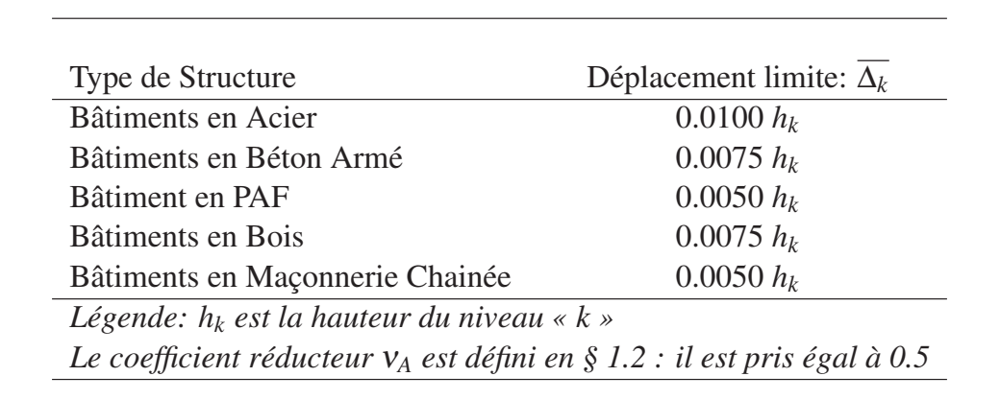 Type de Structure Déplacement limite: $\overline{\Delta_k}$
Bâtiments en Acier 0.0100 $h_k$
Bâtiments en Béton Armé 0.0075 $h_k$
Bâtiment en PAF 0.0050 $h_k$
Bâtiments en Bois 0.0075 $h_k$
Bâtiments en Maçonnerie Chainée 0.0050 $h_k$
Légende: $h_k$ est la hauteur du niveau « k »
Le coefficient réducteur $\nu_A$ est défini en § 1.2 : il est pris égal à 0.5